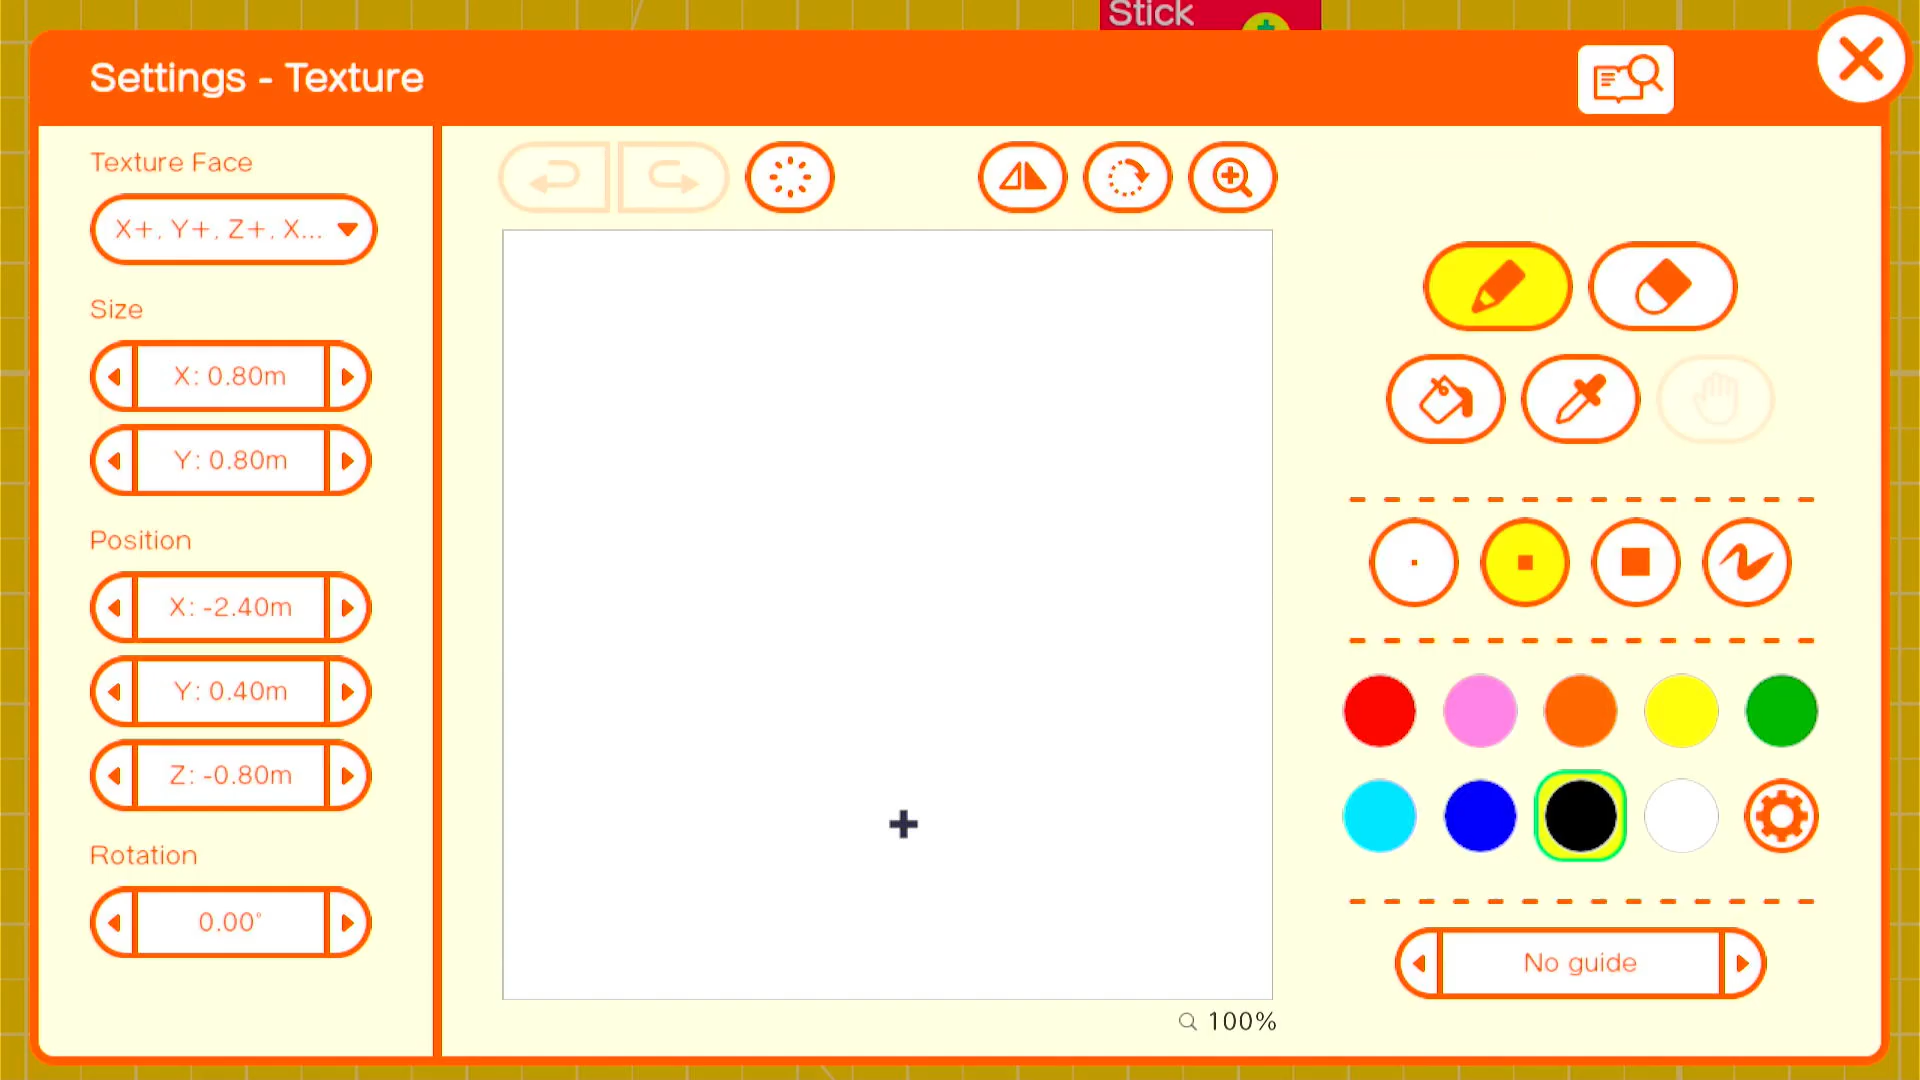 Stick
Settings - Texture
Texture Face
X+, Y+, Z+, X...
Size
X: 0.80m
Y: 0.80m
Position
X: -2.40m
Y: 0.40m
Z: -0.80m
Rotation
0.00°
100%
No guide